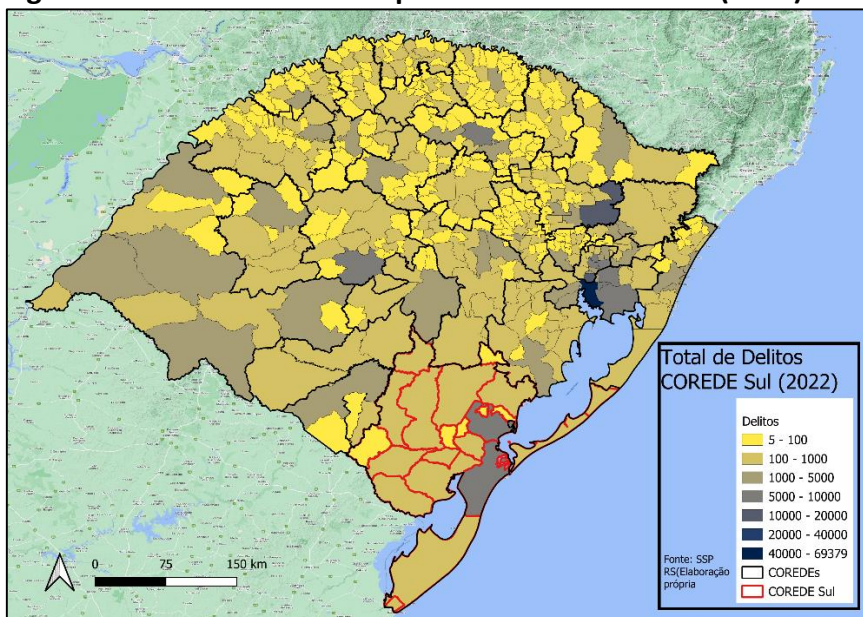 Total de Delitos
COREDE Sul (2022)
Delitos
5 - 100
100 - 1000
1000 - 5000
5000 - 10000
10000 - 20000
20000 - 40000
40000 - 69379
COREDEs
COREDE Sul
Fonte: SSP
RS(Elaboração
própria
0 75 150 km